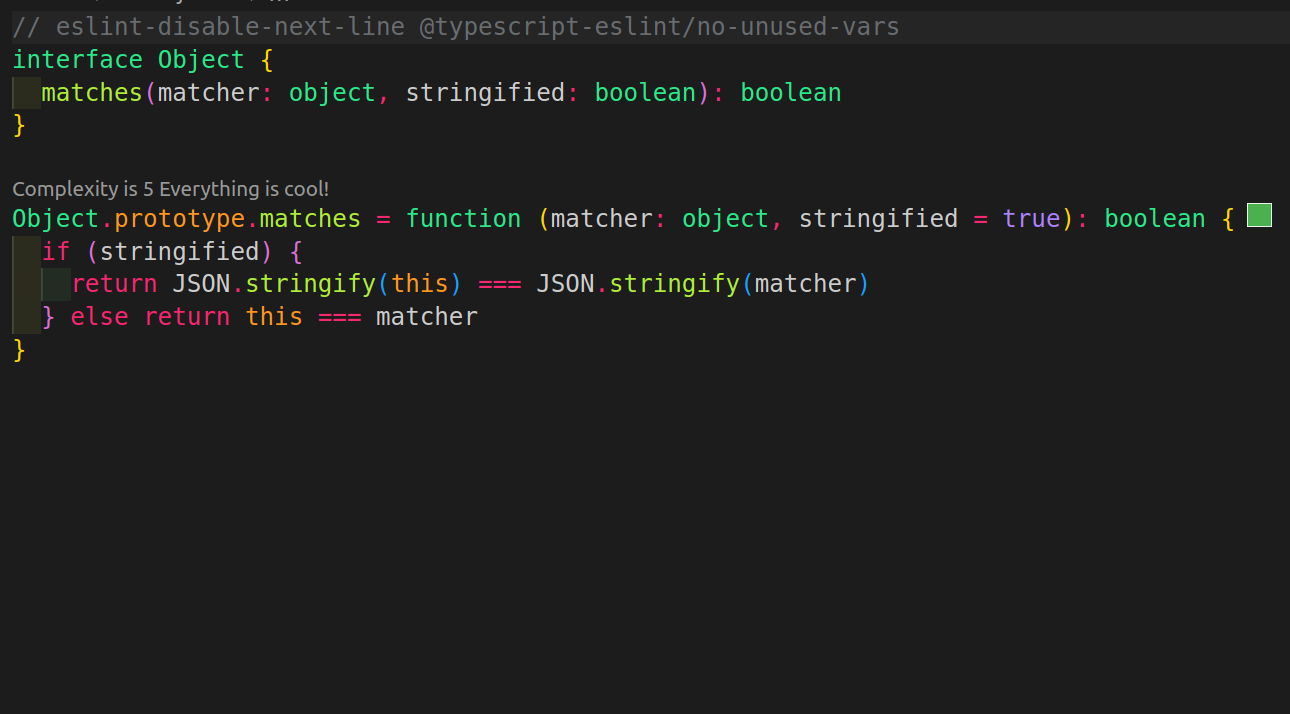 // eslint-disable-next-line @typescript-eslint/no-unused-vars
interface Object {
  matches(matcher: object, stringified: boolean): boolean
}
Complexity is 5 Everything is cool!
Object.prototype.matches = function (matcher: object, stringified = true): boolean {
  if (stringified) {
    return JSON.stringify(this) === JSON.stringify(matcher)
  } else return this === matcher
}